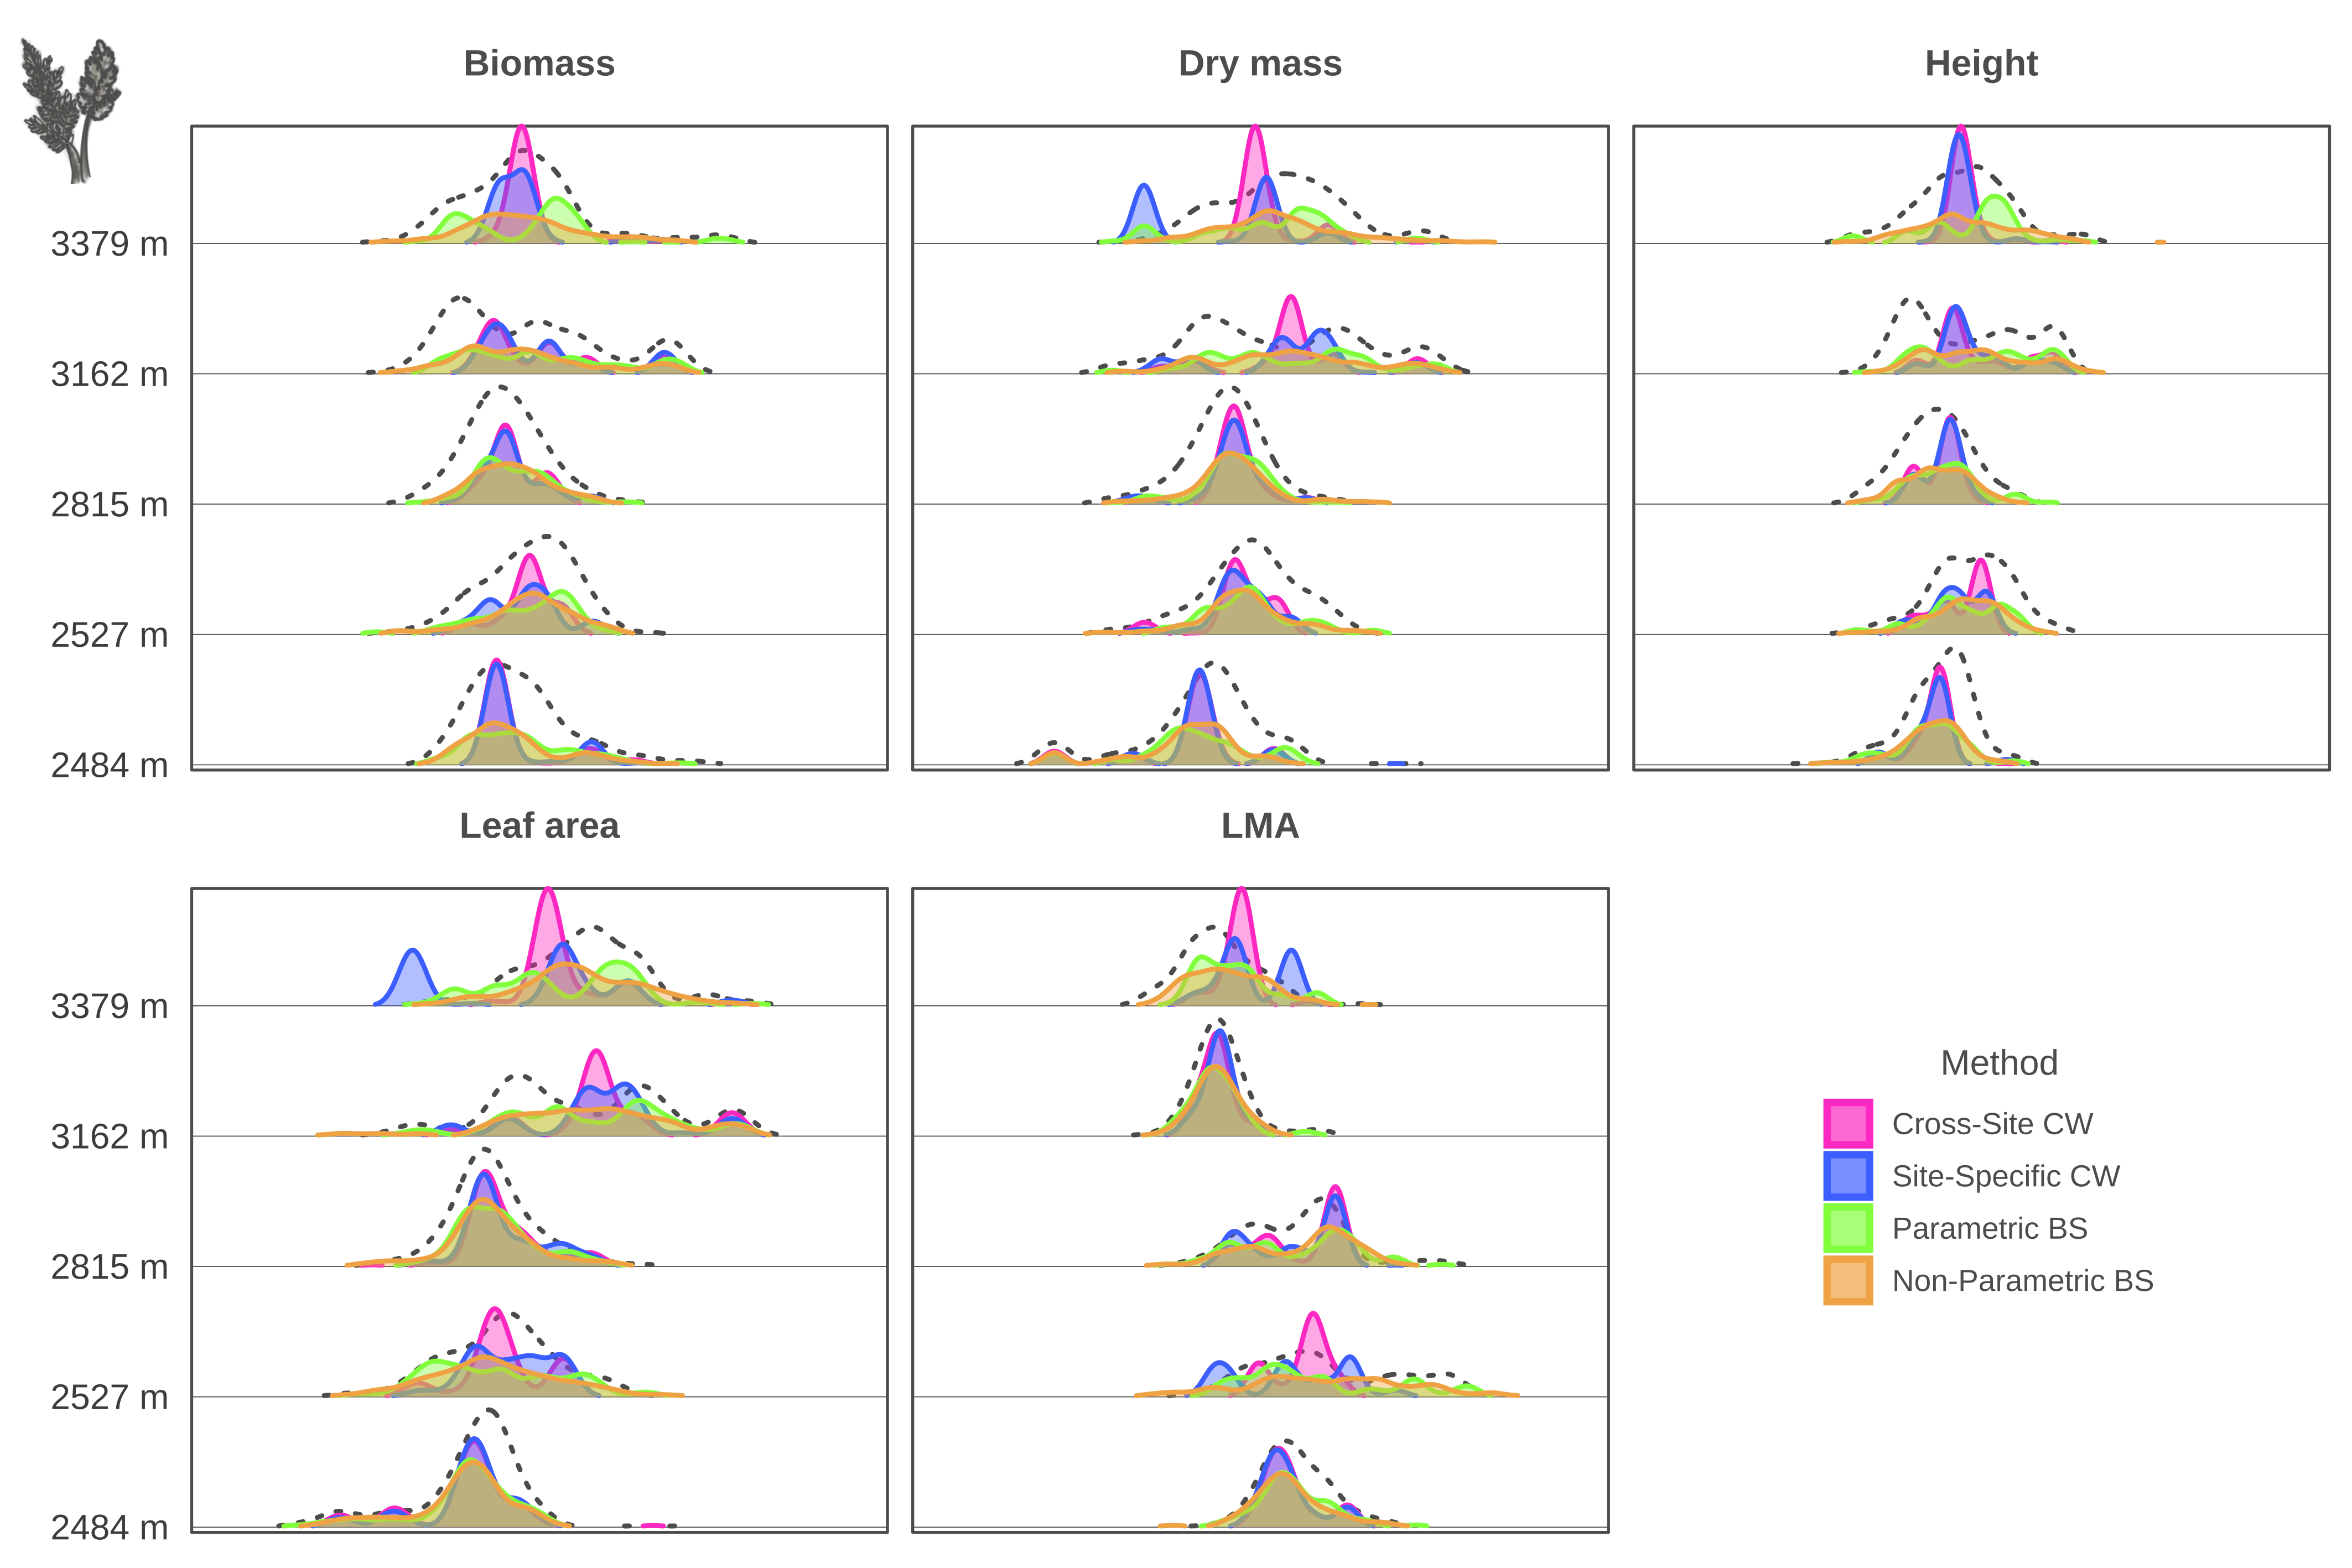 Biomass Dry mass Height
3379 m
3162 m
2815 m
2527 m
2484 m
Leaf area LMA
3379 m
3162 m
2815 m
2527 m
2484 m
Method
Cross-Site CW
Site-Specific CW
Parametric BS
Non-Parametric BS